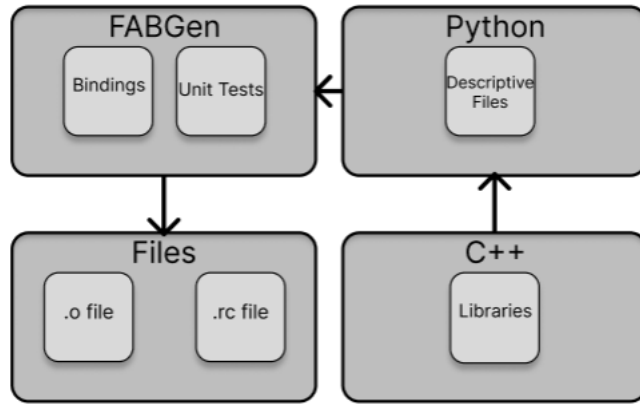 FABGen
Bindings
Unit Tests
Python
Descriptive
Files
Files
.o file
.rc file
C++
Libraries